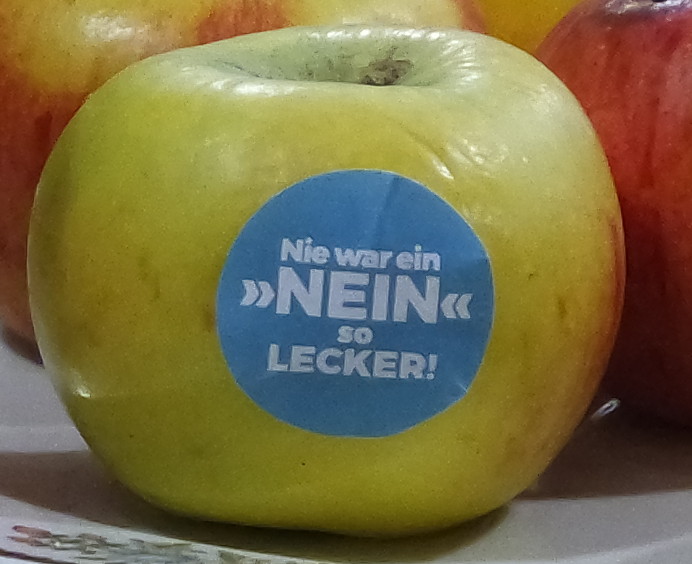 Nie war ein
»NEIN«
so
LECKER!